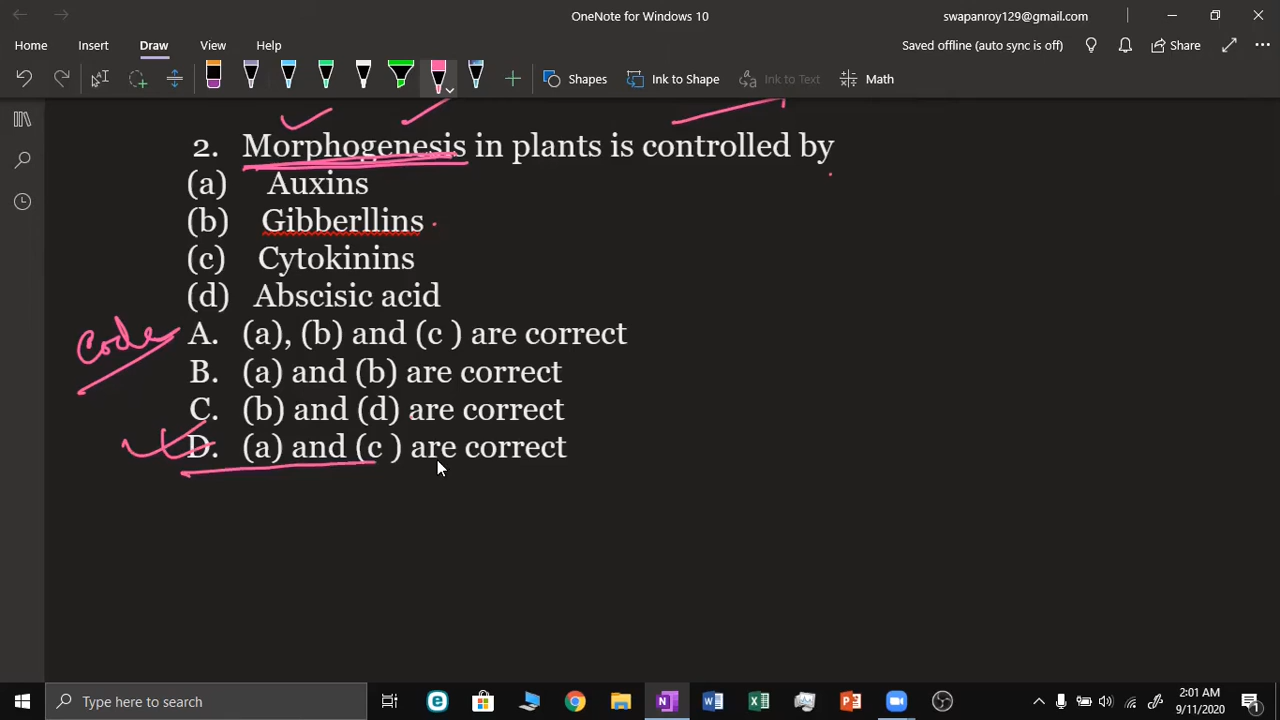 OneNote for Windows 10
swapanroy129@gmail.com
Home Insert Draw View Help
Saved offline (auto sync is off)
Share
Shapes
Ink to Shape
Ink to Text
Math
2. Morphogenesis in plants is controlled by
(a) Auxins
(b) Gibberllins
(c) Cytokinins
(d) Abscisic acid
Code
A. (a), (b) and (c ) are correct
B. (a) and (b) are correct
C. (b) and (d) are correct
D. (a) and (c ) are correct
Type here to search
2:01 AM
9/11/2020
1